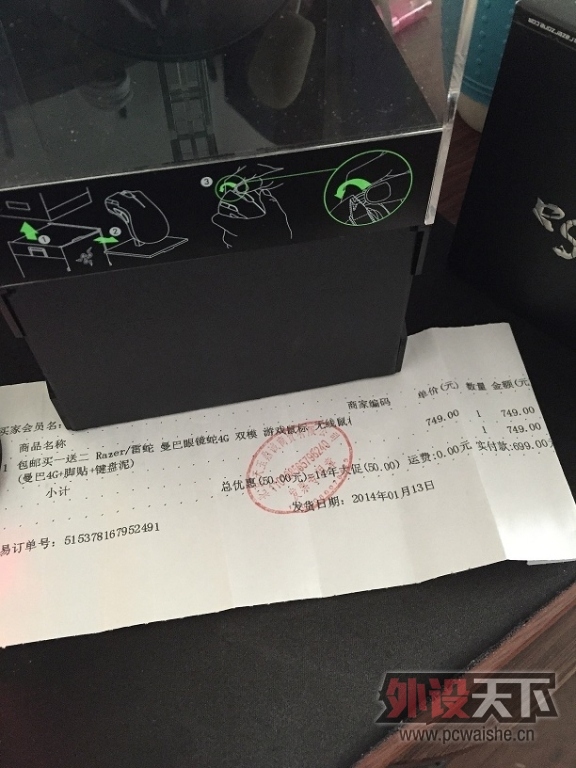 razerzone.com
1
2
3
买家会员名:
商品名称 商家编码 单价(元) 数量 金额(元
1 包邮买一送二 Razer/雷蛇 曼巴眼镜蛇4G 双模 游戏鼠标 无线鼠 749.00 1 749.00
(曼巴4G+脚贴+键盘泥)
小计 1 749.00
总优惠(50.00元)=14年大促(50.00) 运费:0.00元 实付款:699.00
发货日期:2014年01月13日
易订单号:515378167952491
外设天下
www.pcwaishe.cn